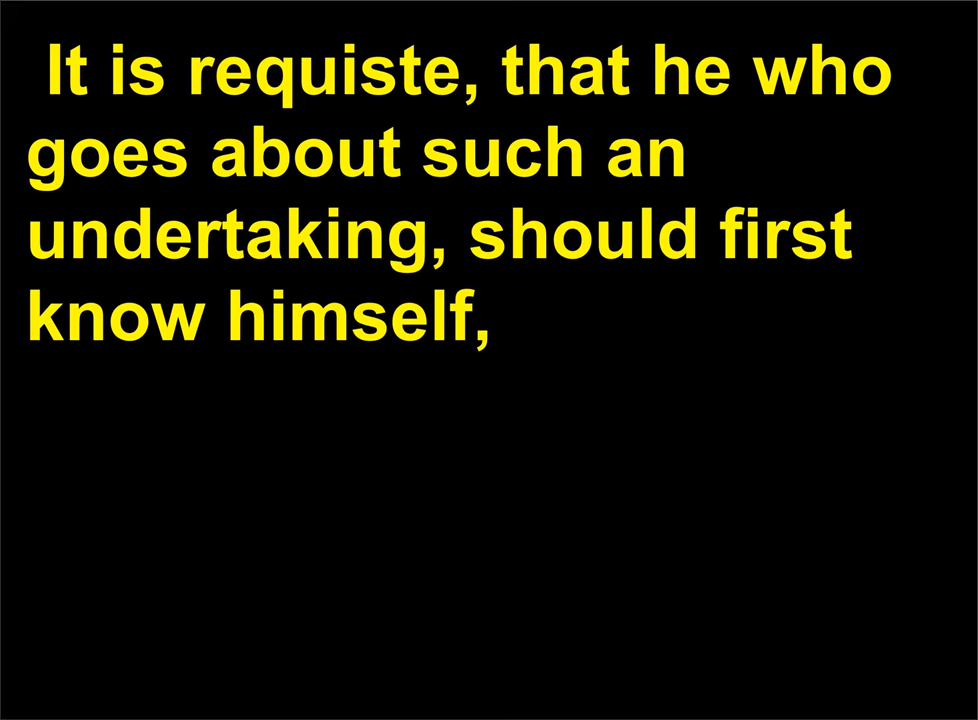 It is requiste, that he who
goes about such an
undertaking, should first
know himself,